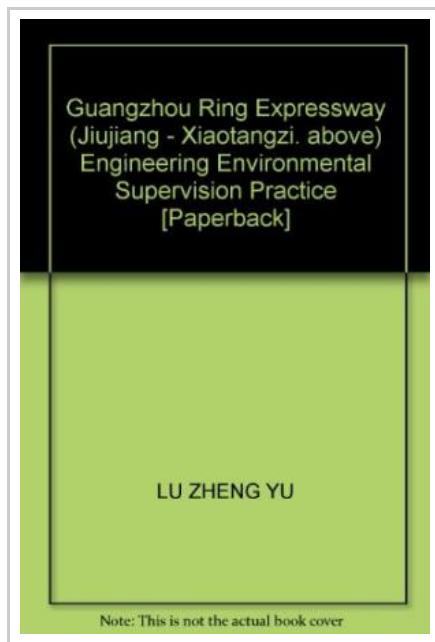 Guangzhou Ring Expressway
(Jiujiang - Xiaotangzi. above)
Engineering Environmental
Supervision Practice
[Paperback]
LU ZHENG YU
Note: This is not the actual book cover